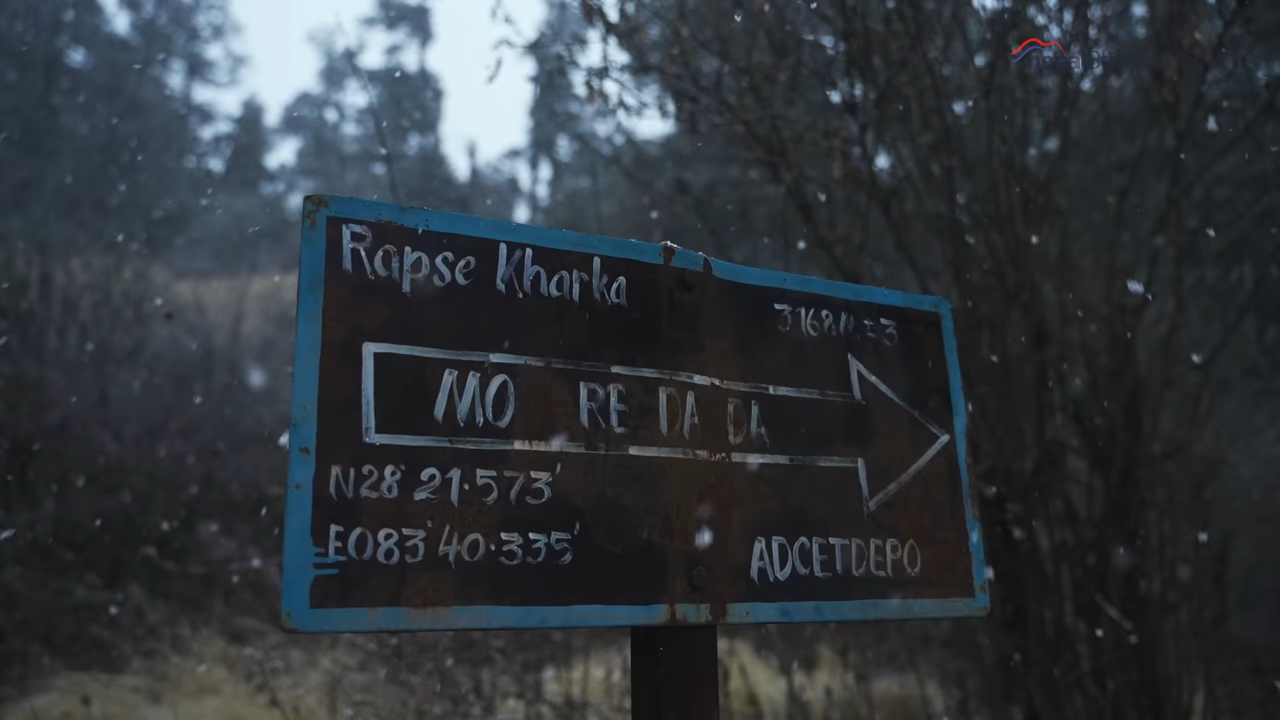 Rapse Kharka
3168M ±3
MO RE DA DA
N28° 21.573'
E083° 40.335'
ADCETDEPO